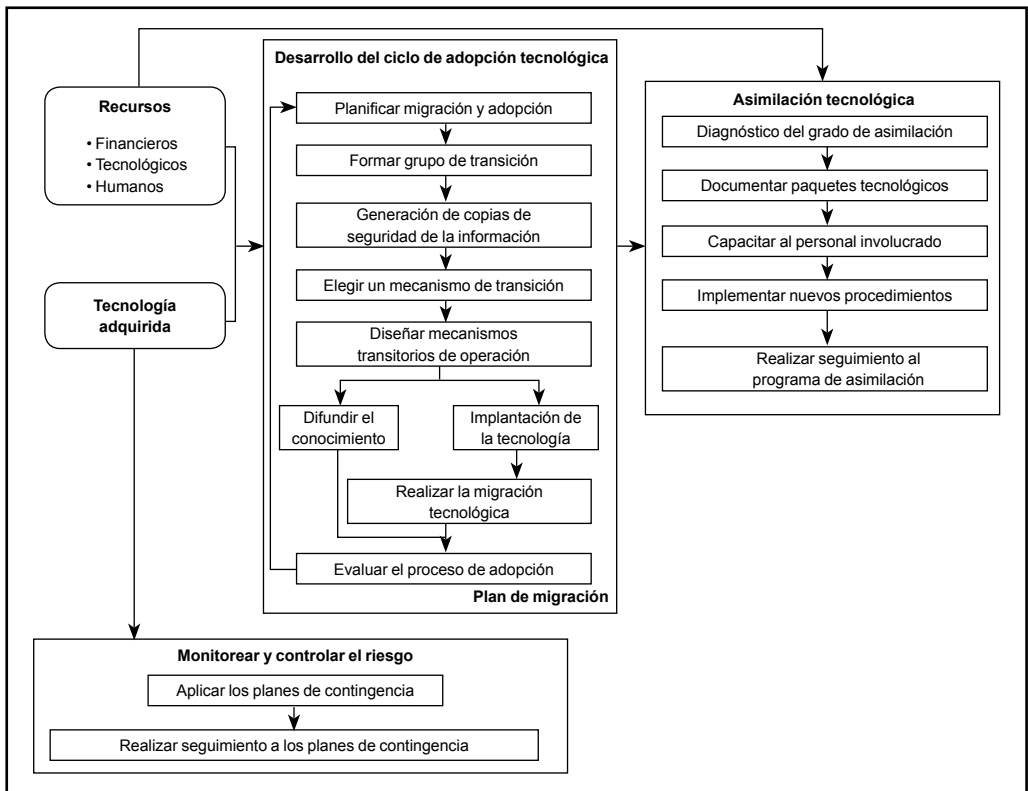 Recursos
• Financieros
• Tecnológicos
• Humanos
Tecnología
adquirida
Desarrollo del ciclo de adopción tecnológica
Planificar migración y adopción
Formar grupo de transición
Generación de copias de
seguridad de la información
Elegir un mecanismo de transición
Diseñar mecanismos
transitorios de operación
Difundir el
conocimiento
Implantación de
la tecnología
Realizar la migración
tecnológica
Evaluar el proceso de adopción
Plan de migración
Asimilación tecnológica
Diagnóstico del grado de asimilación
Documentar paquetes tecnológicos
Capacitar al personal involucrado
Implementar nuevos procedimientos
Realizar seguimiento al
programa de asimilación
Monitorear y controlar el riesgo
Aplicar los planes de contingencia
Realizar seguimiento a los planes de contingencia